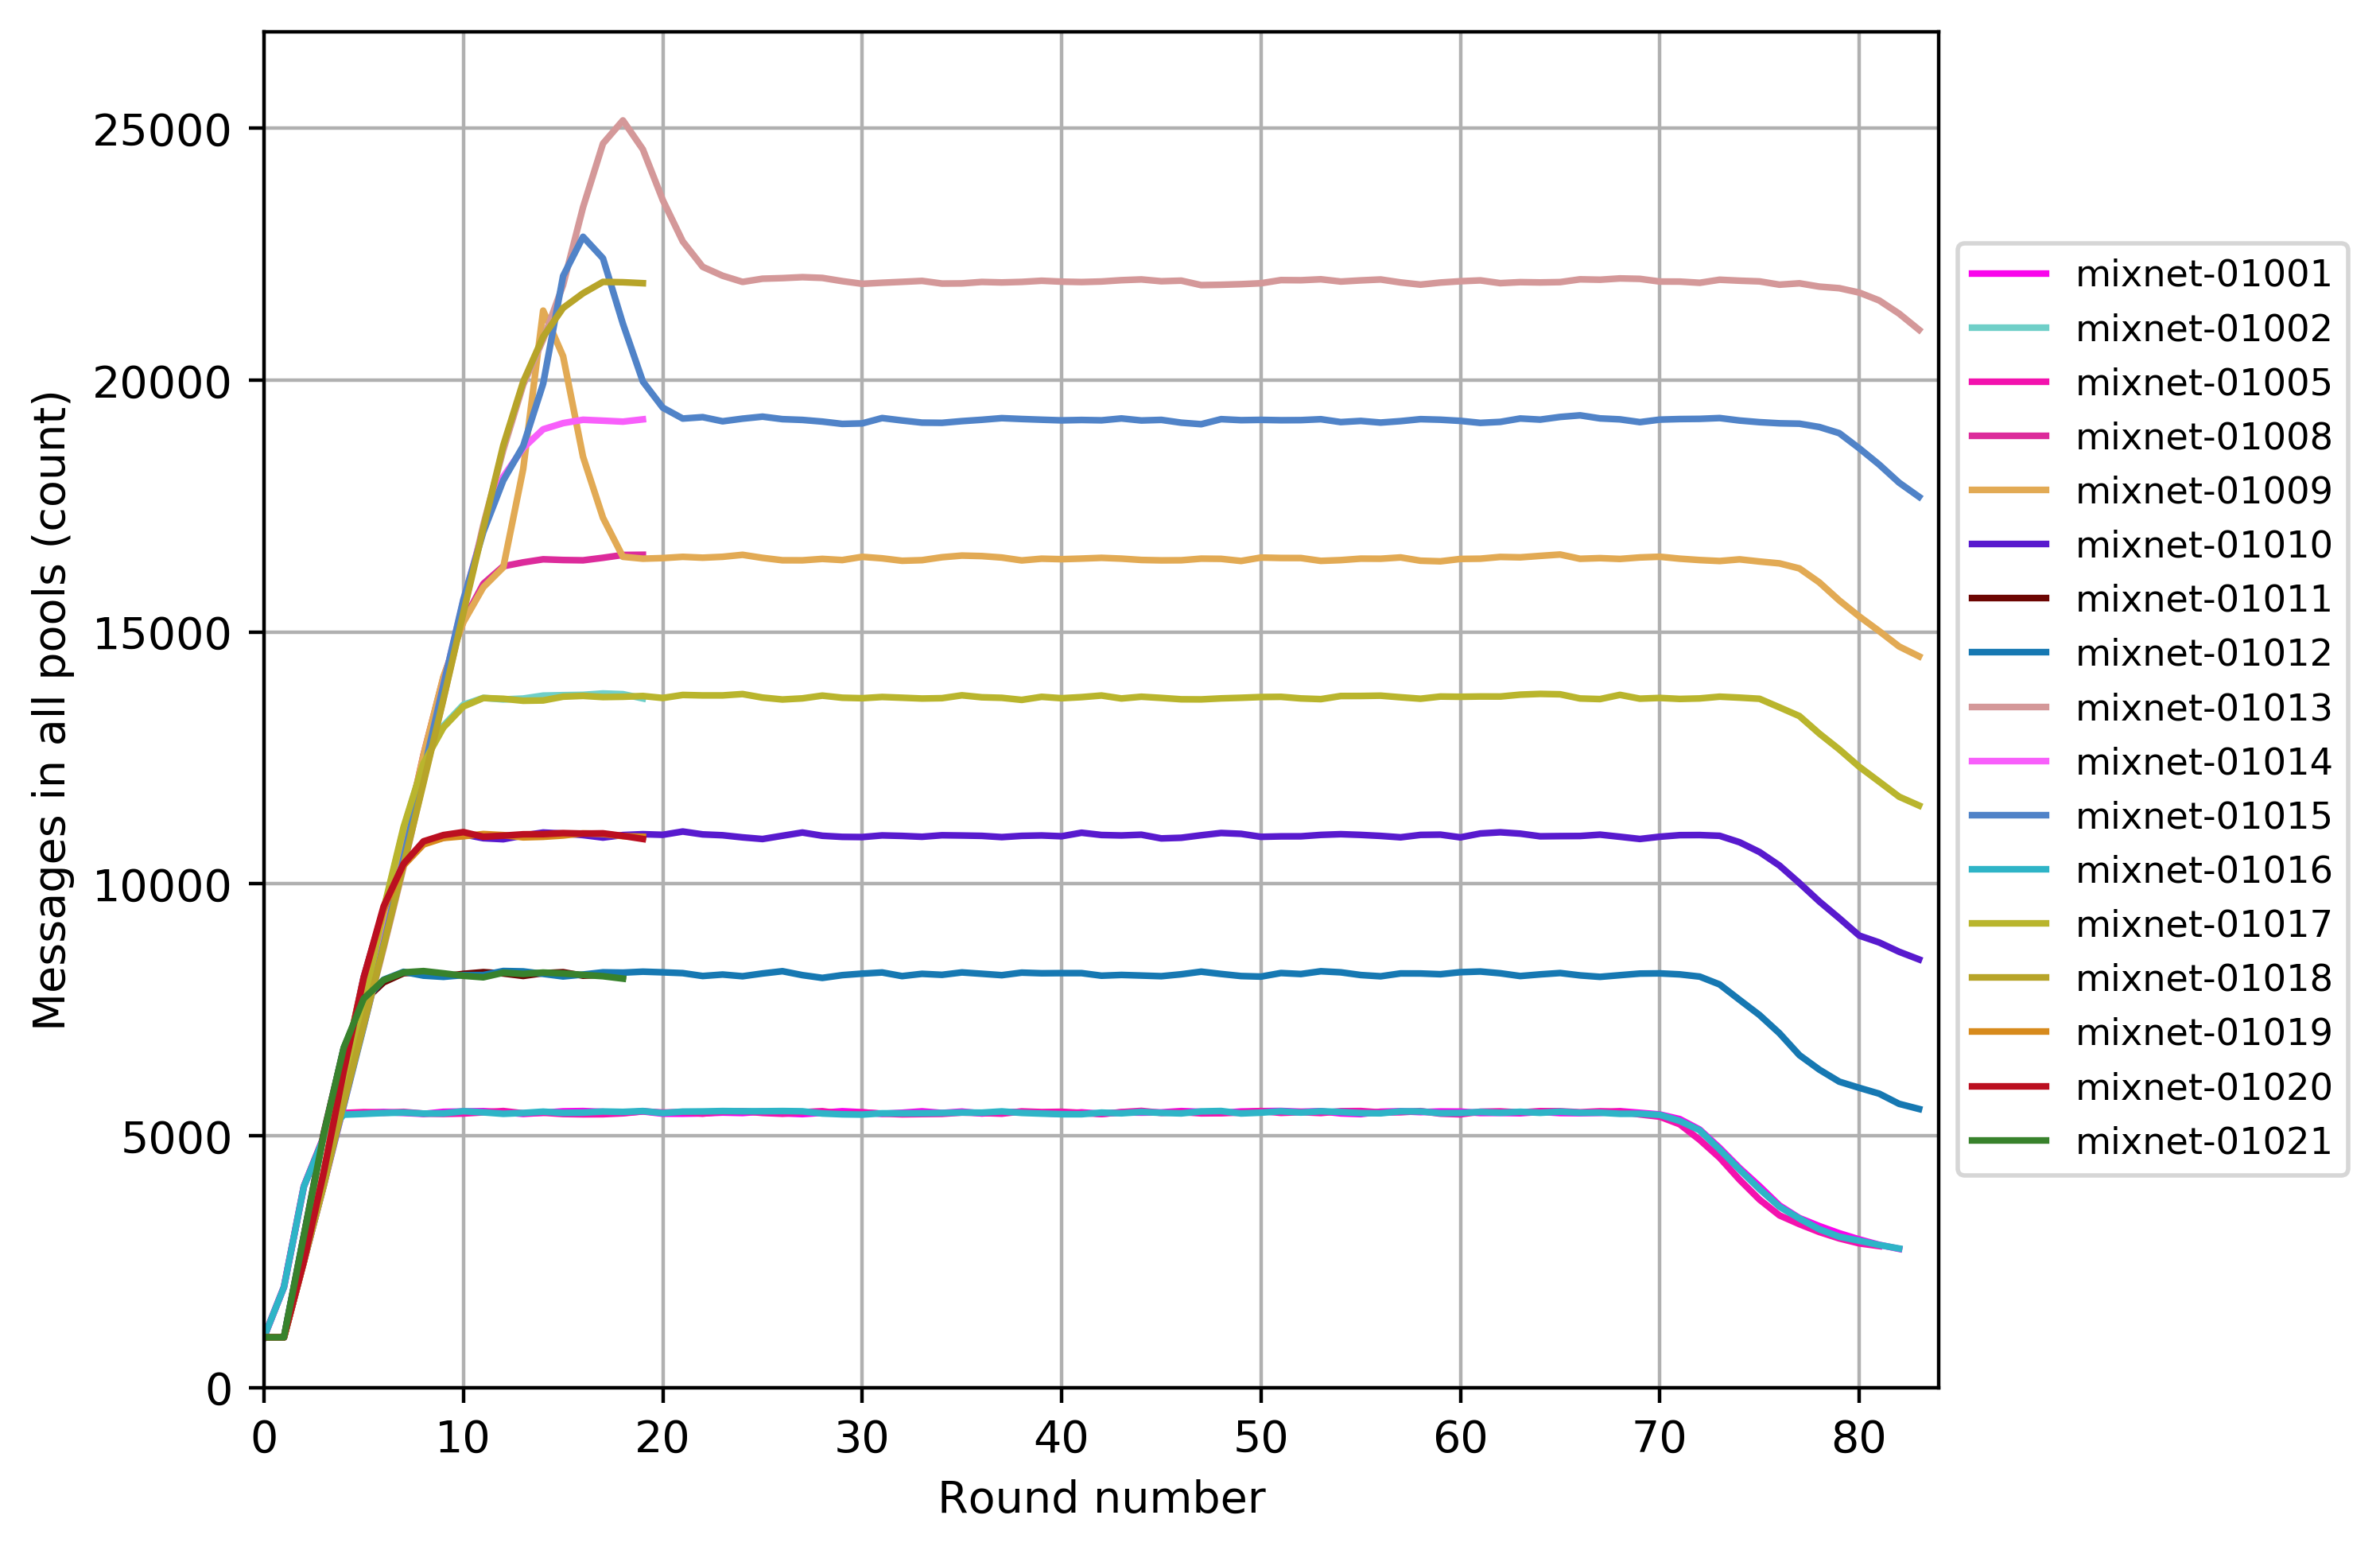 Messages in all pools (count)
25000
20000
15000
10000
5000
0
0 10 20 30 40 50 60 70 80
Round number
mixnet-01001
mixnet-01002
mixnet-01005
mixnet-01008
mixnet-01009
mixnet-01010
mixnet-01011
mixnet-01012
mixnet-01013
mixnet-01014
mixnet-01015
mixnet-01016
mixnet-01017
mixnet-01018
mixnet-01019
mixnet-01020
mixnet-01021